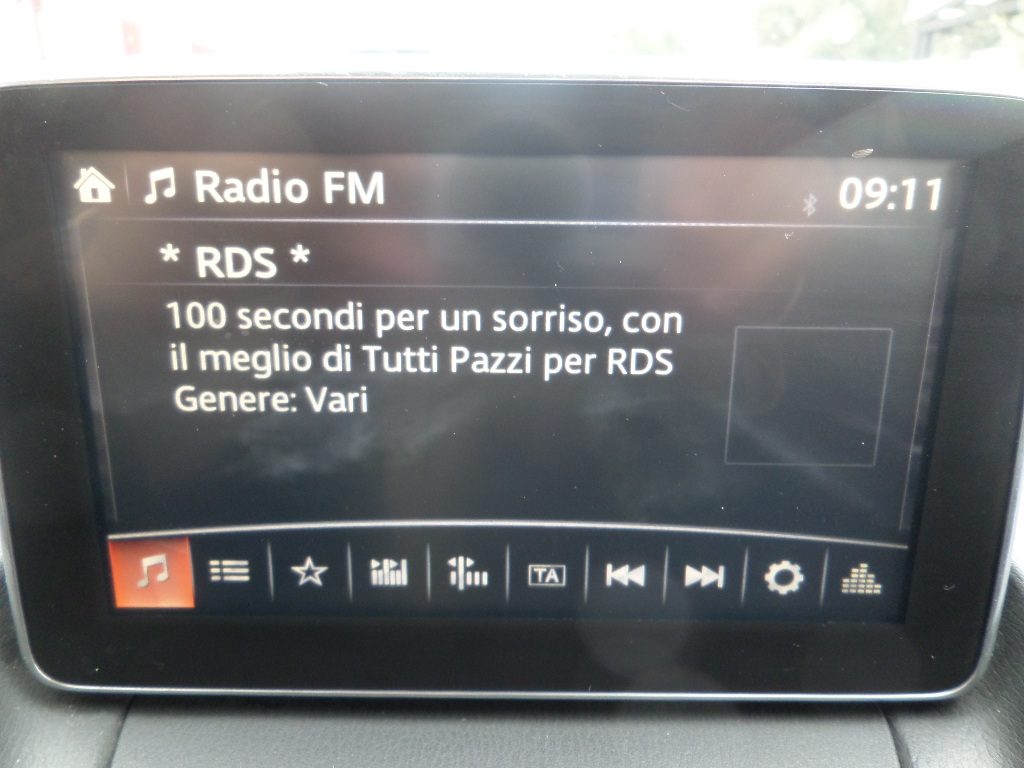 Radio FM
09:11
* RDS *
100 secondi per un sorriso, con
il meglio di Tutti Pazzi per RDS
Genere: Vari
TA